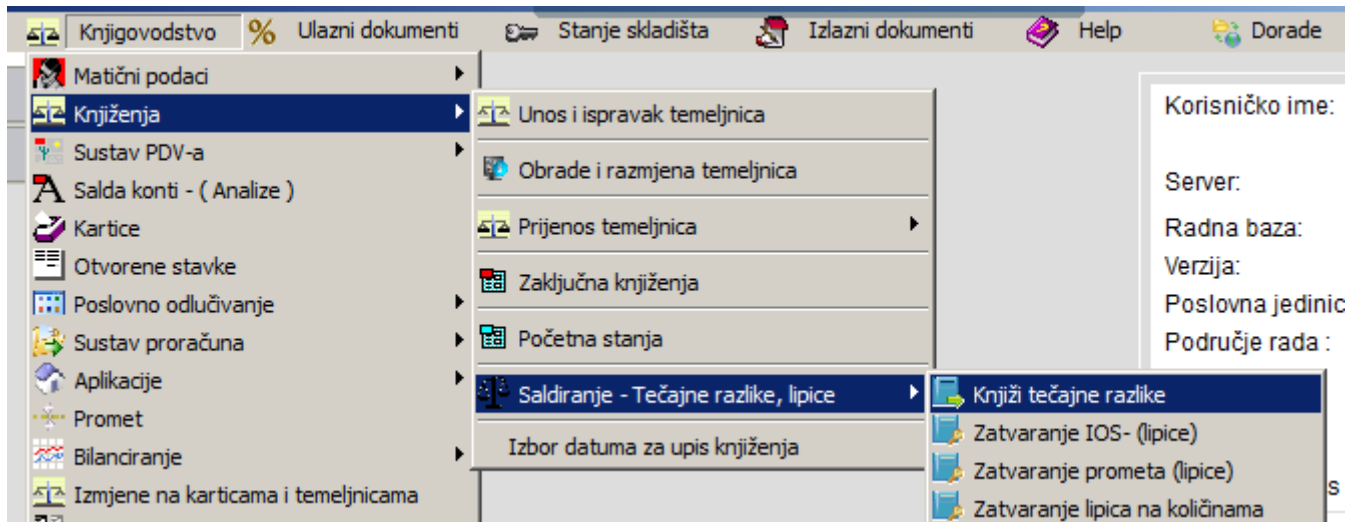 Knjigovodstvo % Ulazni dokumenti Stanje skladišta Izlazni dokumenti Help Dorade
Matični podaci
Knjiženja
Sustav PDV-a
Salda konti - ( Analize )
Kartice
Otvorene stavke
Poslovno odlučivanje
Sustav proračuna
Aplikacije
Promet
Bilanciranje
Izmjene na karticama i temeljnicama
Unos i ispravak temeljnica
Obrade i razmjena temeljnica
Prijenos temeljnica
Zaključna knjiženja
Početna stanja
Saldiranje - Tečajne razlike, lipice
Izbor datuma za upis knjiženja
Knjiži tečajne razlike
Zatvaranje IOS- (lipice)
Zatvaranje prometa (lipice)
Zatvaranje lipica na količinama
Korisničko ime:
Server:
Radna baza:
Verzija:
Poslovna jedinic
Područje rada :
s